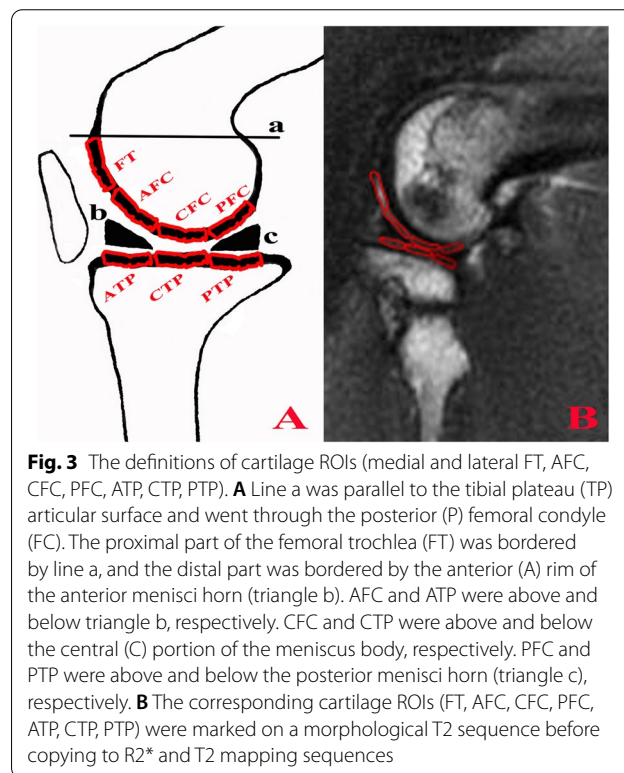 a
FT
AFC
CFC
PFC
b
c
ATP
CTP
PTP
A
B
Fig. 3 The definitions of cartilage ROIs (medial and lateral FT, AFC,
CFC, PFC, ATP, CTP, PTP). A Line a was parallel to the tibial plateau (TP)
articular surface and went through the posterior (P) femoral condyle
(FC). The proximal part of the femoral trochlea (FT) was bordered
by line a, and the distal part was bordered by the anterior (A) rim of
the anterior menisci horn (triangle b). AFC and ATP were above and
below triangle b, respectively. CFC and CTP were above and below
the central (C) portion of the meniscus body, respectively. PFC and
PTP were above and below the posterior menisci horn (triangle c),
respectively. B The corresponding cartilage ROIs (FT, AFC, CFC, PFC,
ATP, CTP, PTP) were marked on a morphological T2 sequence before
copying to R2* and T2 mapping sequences